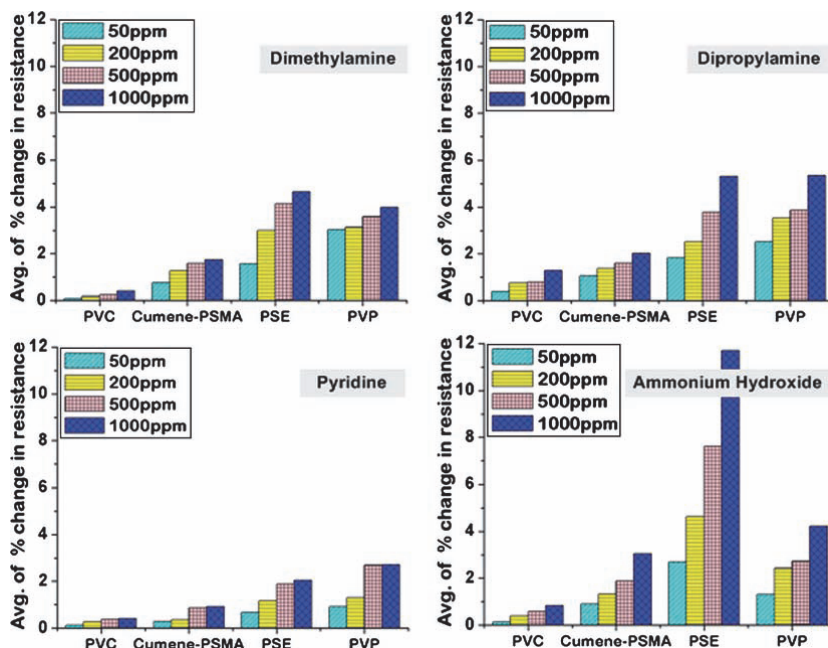 Avg. of % change in resistance
12
10
8
6
4
2
0
50ppm
200ppm
500ppm
1000ppm
Dimethylamine
PVC Cumene-PSMA PSE PVP
Avg. of % change in resistance
12
10
8
6
4
2
0
50ppm
200ppm
500ppm
1000ppm
Dipropylamine
PVC Cumene-PSMA PSE PVP
Avg. of % change in resistance
12
10
8
6
4
2
0
50ppm
200ppm
500ppm
1000ppm
Pyridine
PVC Cumene-PSMA PSE PVP
Avg. of % change in resistance
12
10
8
6
4
2
0
50ppm
200ppm
500ppm
1000ppm
Ammonium Hydroxide
PVC Cumene-PSMA PSE PVP